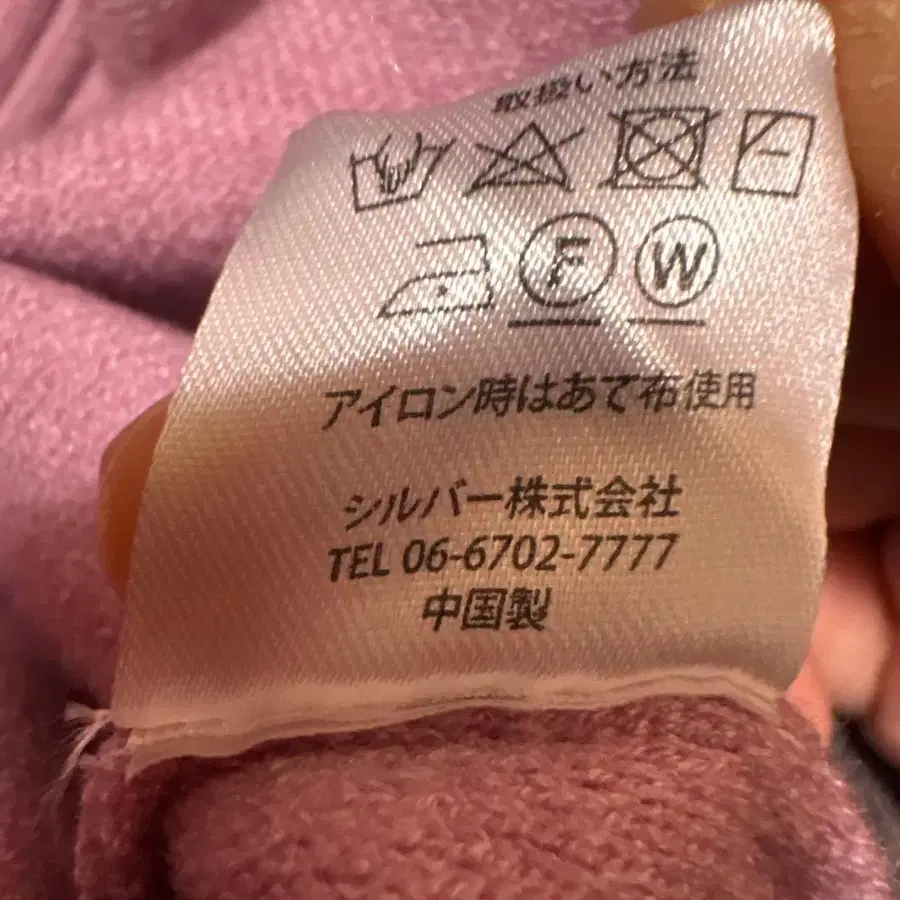 取扱い方法
F W
アイロン時はあて布使用
シルバー株式会社
TEL 06-6702-7777
中国製